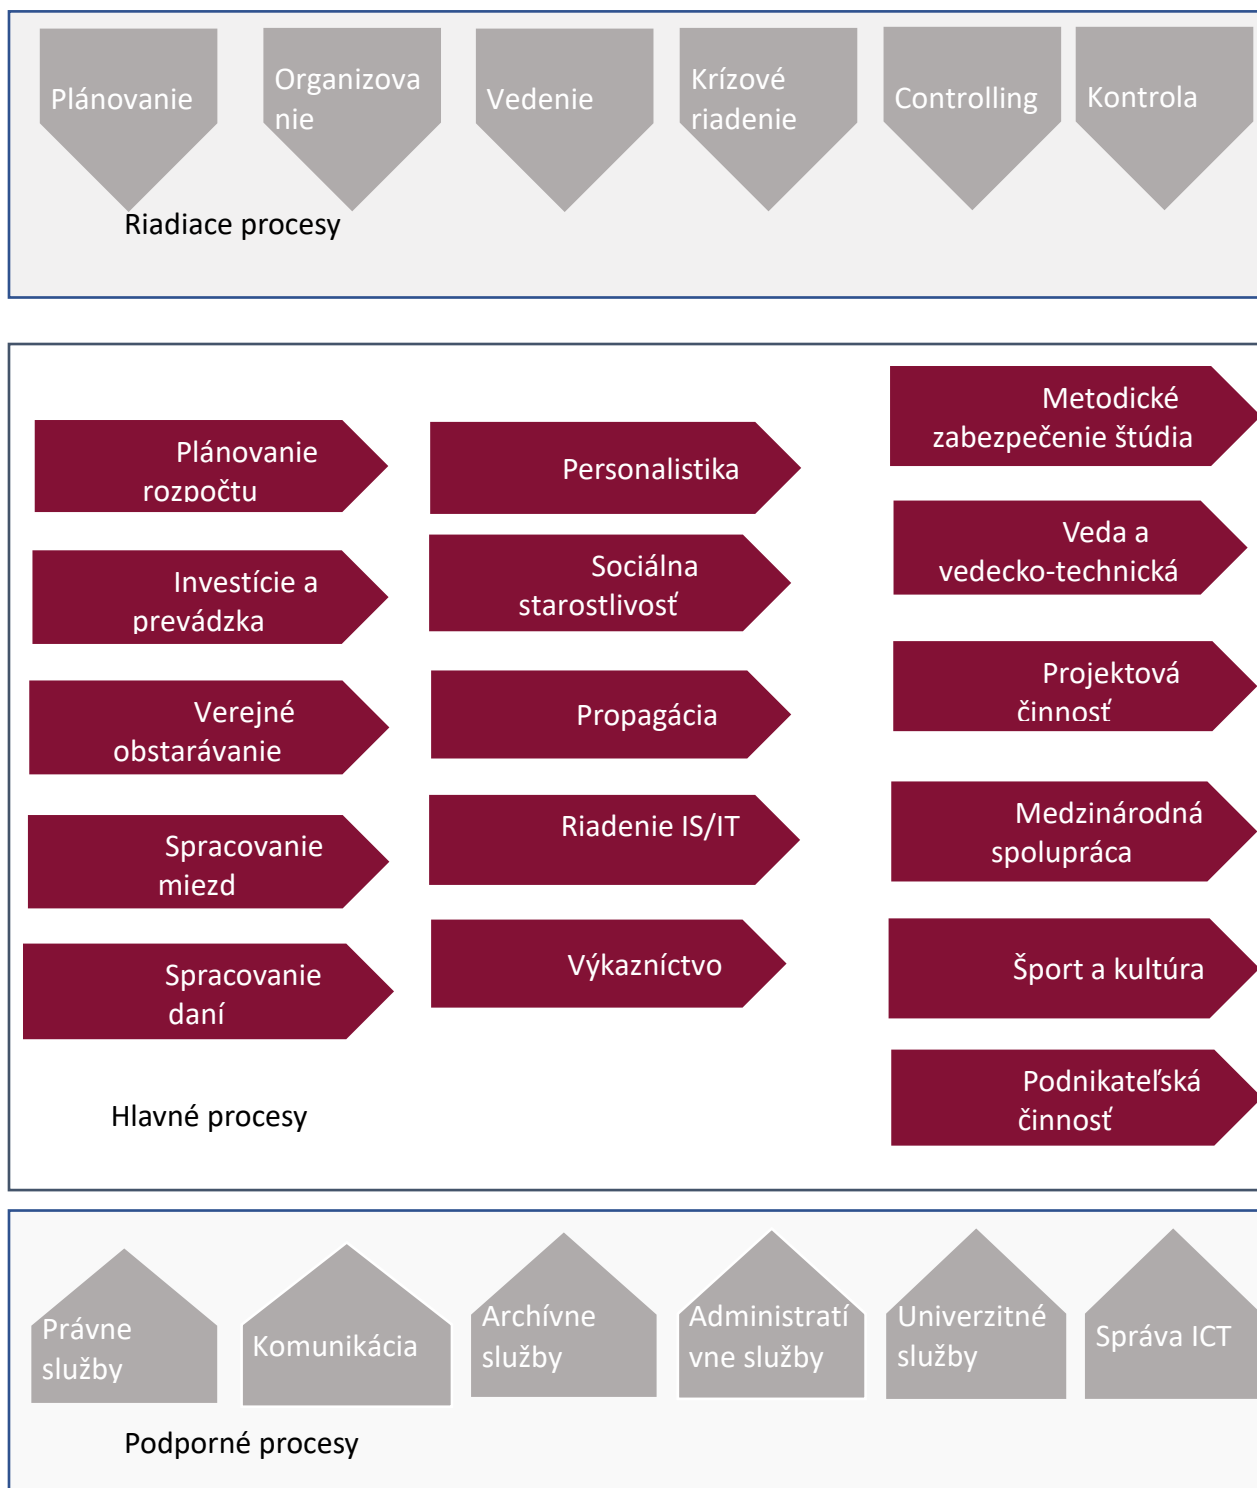 Plánovanie
Organizova
nie
Vedenie
Krízové
riadenie
Controlling
Kontrola
Riadiace procesy
Plánovanie
rozpočtu
Investície a
prevádzka
Verejné
obstarávanie
Spracovanie
miezd
Spracovanie
daní
Personalistika
Sociálna
starostlivosť
Propagácia
Riadenie IS/IT
Výkazníctvo
Metodické
zabezpečenie štúdia
Veda a
vedecko-technická
Projektová
činnosť
Medzinárodná
spolupráca
Šport a kultúra
Podnikateľská
činnosť
Hlavné procesy
Právne
služby
Komunikácia
Archívne
služby
Administratí
vne služby
Univerzitné
služby
Správa ICT
Podporné procesy